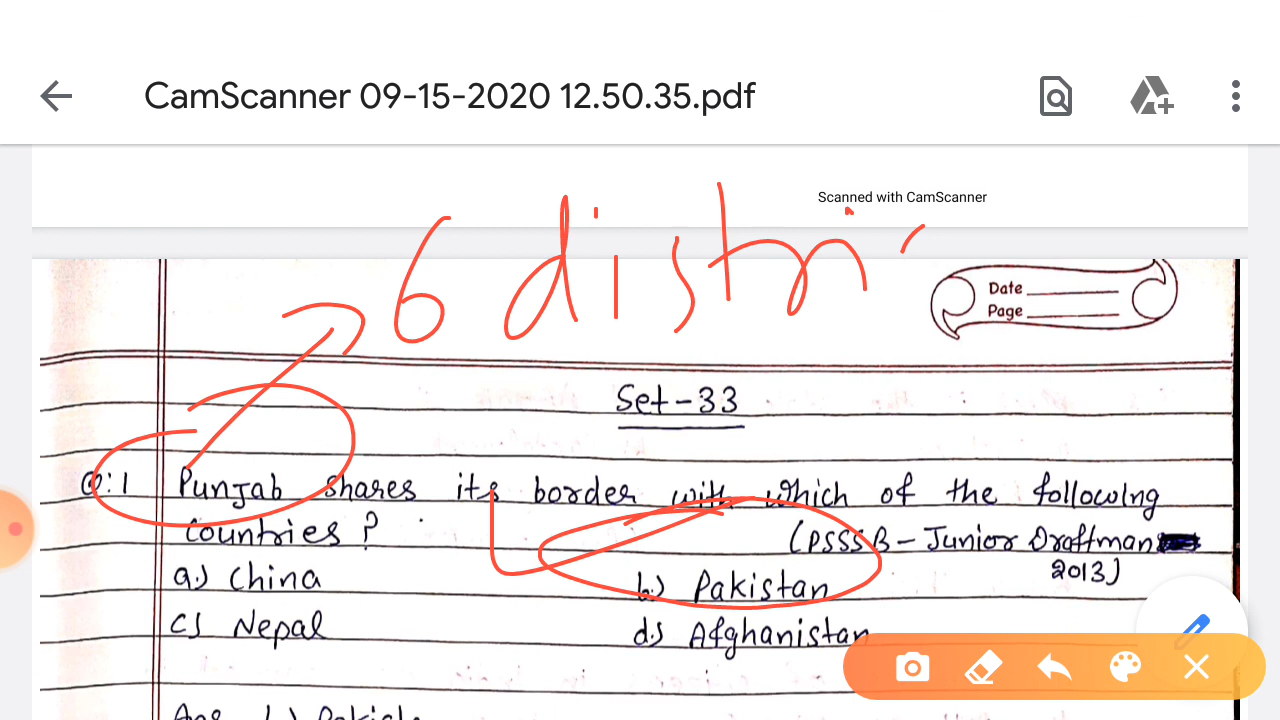 CamScanner 09-15-2020 12.50.35.pdf
Scanned with CamScanner
6 distri
Date
Page
Set-33
Q:1 Punjab shares its border with which of the following
countries ?
(PSSSB - Junior Draftman
2013)
a.) China
b.) Pakistan
c) Nepal
d.) Afghanistan
Ans